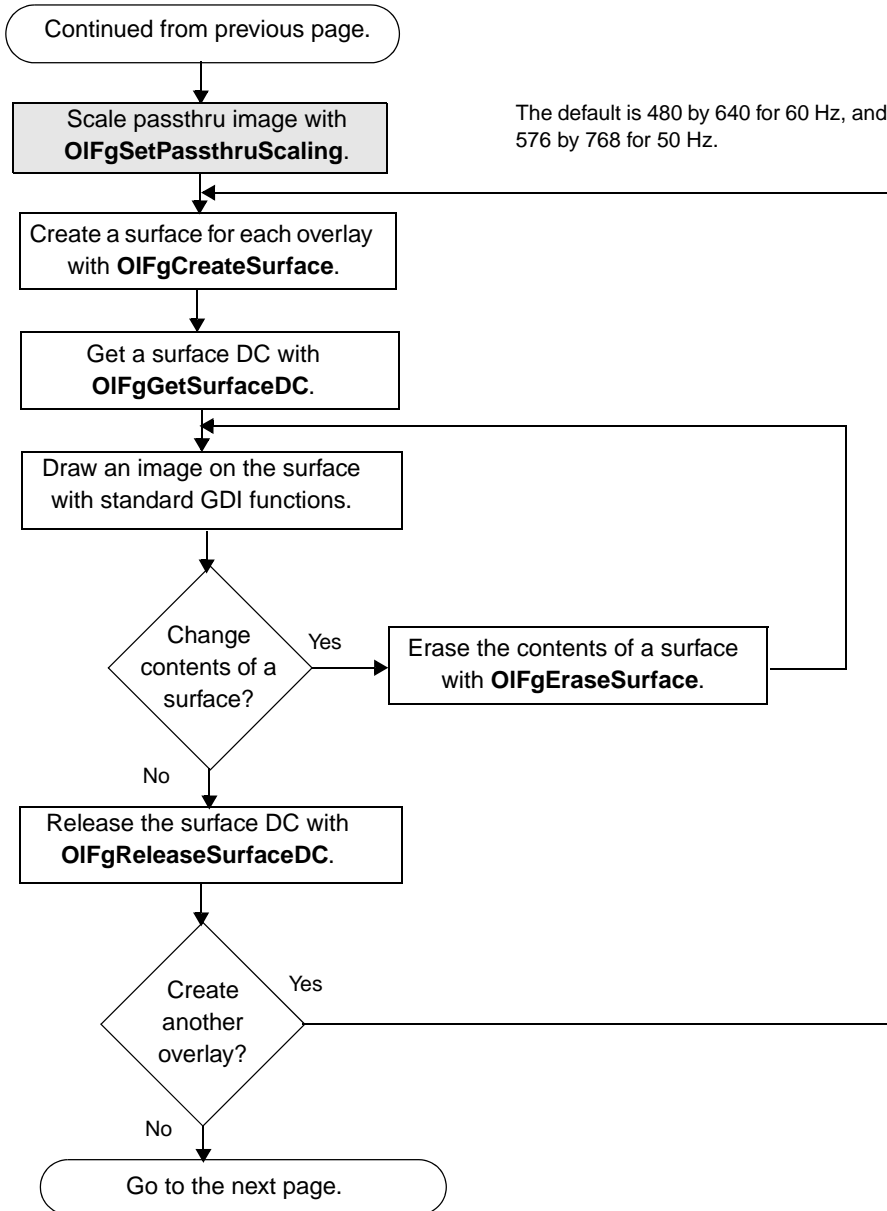 Continued from previous page.
Scale passthru image with
OlFgSetPassthruScaling.
The default is 480 by 640 for 60 Hz, and
576 by 768 for 50 Hz.
Create a surface for each overlay
with OlFgCreateSurface.
Get a surface DC with
OlFgGetSurfaceDC.
Draw an image on the surface
with standard GDI functions.
Change
contents of a
surface?
Yes
Erase the contents of a surface
with OlFgEraseSurface.
No
Release the surface DC with
OlFgReleaseSurfaceDC.
Create
another
overlay?
Yes
No
Go to the next page.